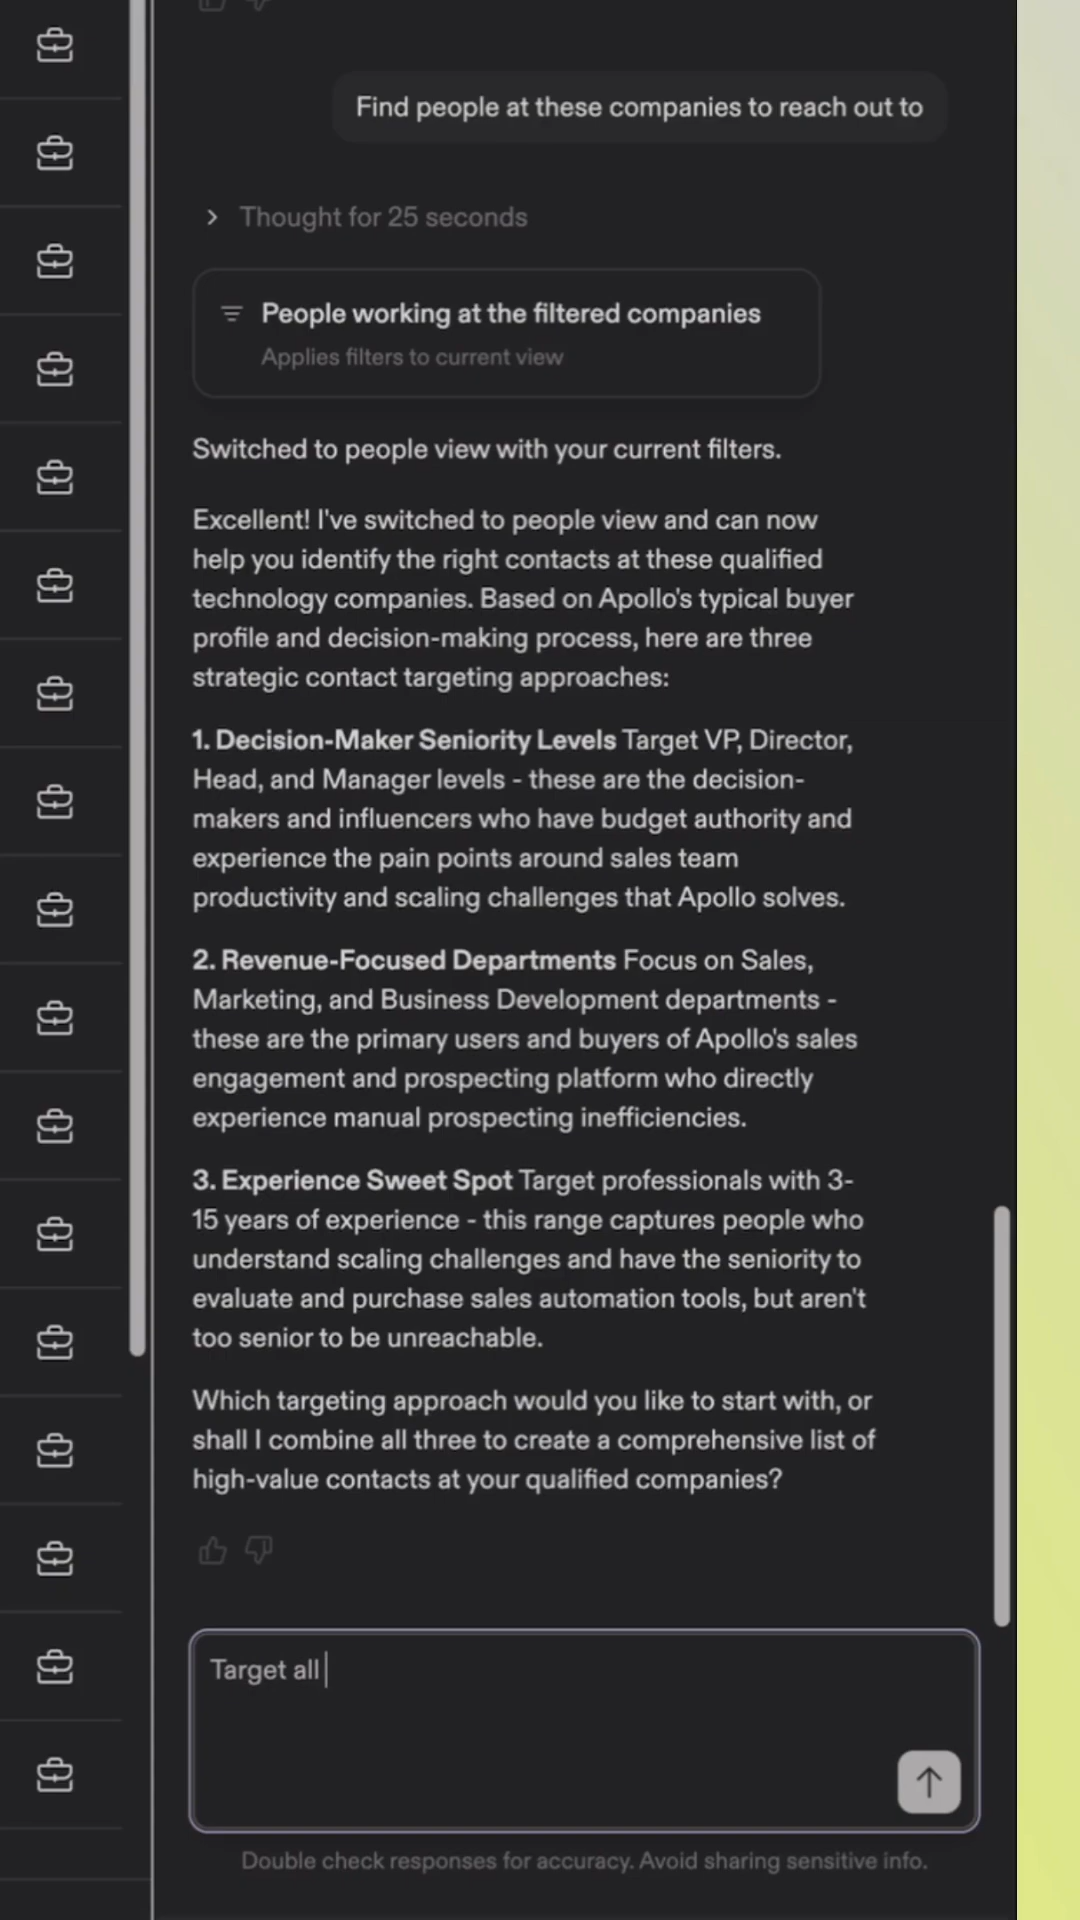 Find people at these companies to reach out to
Thought for 25 seconds
People working at the filtered companies
Applies filters to current view
Switched to people view with your current filters.
Excellent! I've switched to people view and can now
help you identify the right contacts at these qualified
technology companies. Based on Apollo's typical buyer
profile and decision-making process, here are three
strategic contact targeting approaches:
1. Decision-Maker Seniority Levels Target VP, Director,
Head, and Manager levels - these are the decision-
makers and influencers who have budget authority and
experience the pain points around sales team
productivity and scaling challenges that Apollo solves.
2. Revenue-Focused Departments Focus on Sales,
Marketing, and Business Development departments -
these are the primary users and buyers of Apollo's sales
engagement and prospecting platform who directly
experience manual prospecting inefficiencies.
3. Experience Sweet Spot Target professionals with 3-
15 years of experience - this range captures people who
understand scaling challenges and have the seniority to
evaluate and purchase sales automation tools, but aren't
too senior to be unreachable.
Which targeting approach would you like to start with, or
shall I combine all three to create a comprehensive list of
high-value contacts at your qualified companies?
Target all
Double check responses for accuracy. Avoid sharing sensitive info.